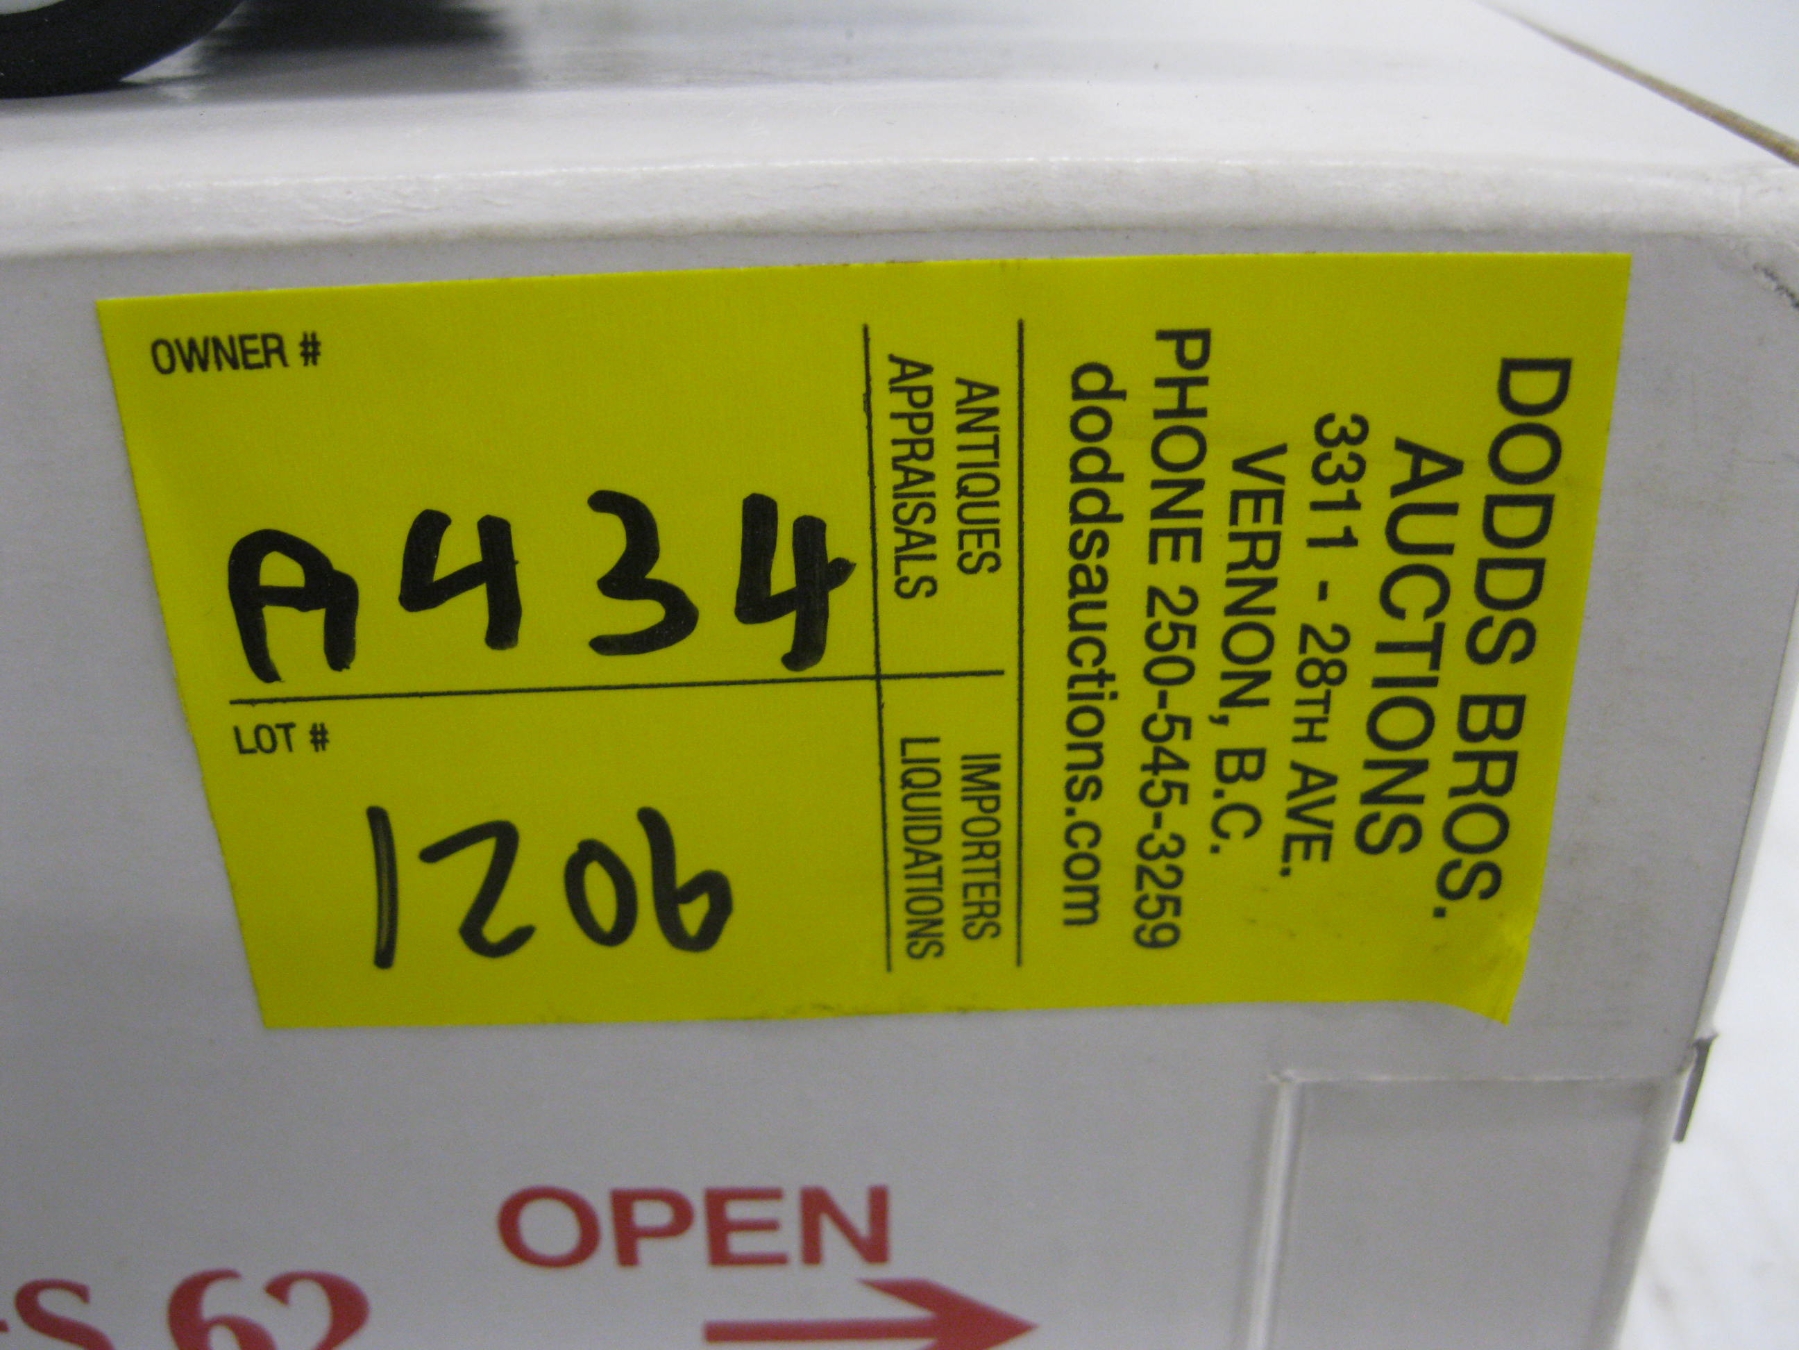 OWNER #
A434
LOT #
1206
ANTIQUES
APPRAISALS
IMPORTERS
LIQUIDATIONS
DODDS BROS.
AUCTIONS
3311 - 28TH AVE.
VERNON, B.C.
PHONE 250-545-3259
doddsauctions.com
OPEN
62